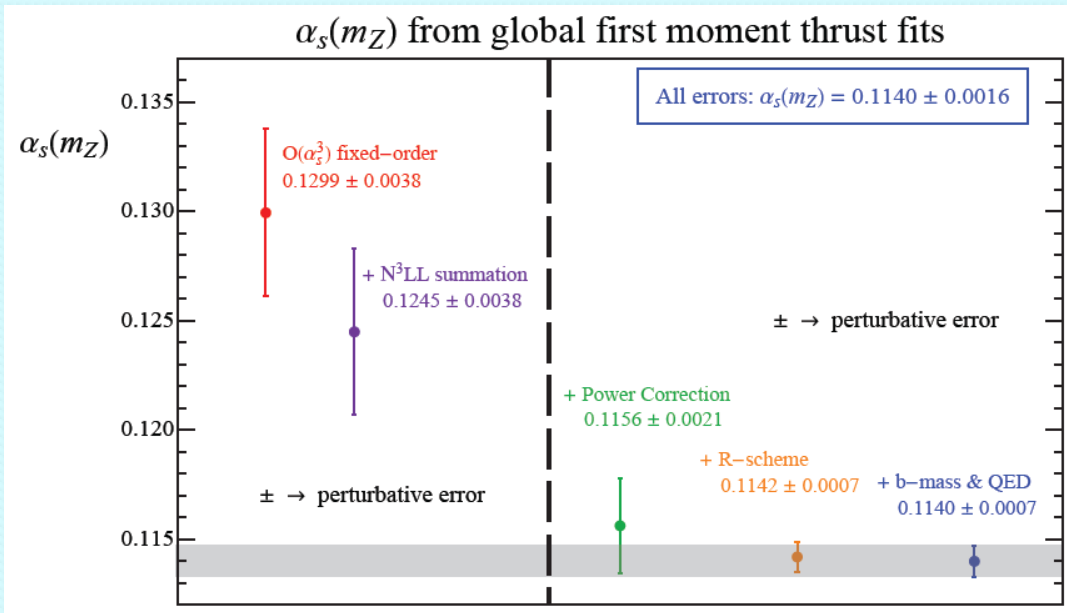 αₛ(m_Z) from global first moment thrust fits
All errors: αₛ(m_Z) = 0.1140 ± 0.0016
αₛ(m_Z)
0.135
0.130
0.125
0.120
0.115
O(αₛ³) fixed−order
0.1299 ± 0.0038
+ N³LL summation
0.1245 ± 0.0038
± → perturbative error
± → perturbative error
+ Power Correction
0.1156 ± 0.0021
+ R−scheme
0.1142 ± 0.0007
+ b−mass & QED
0.1140 ± 0.0007